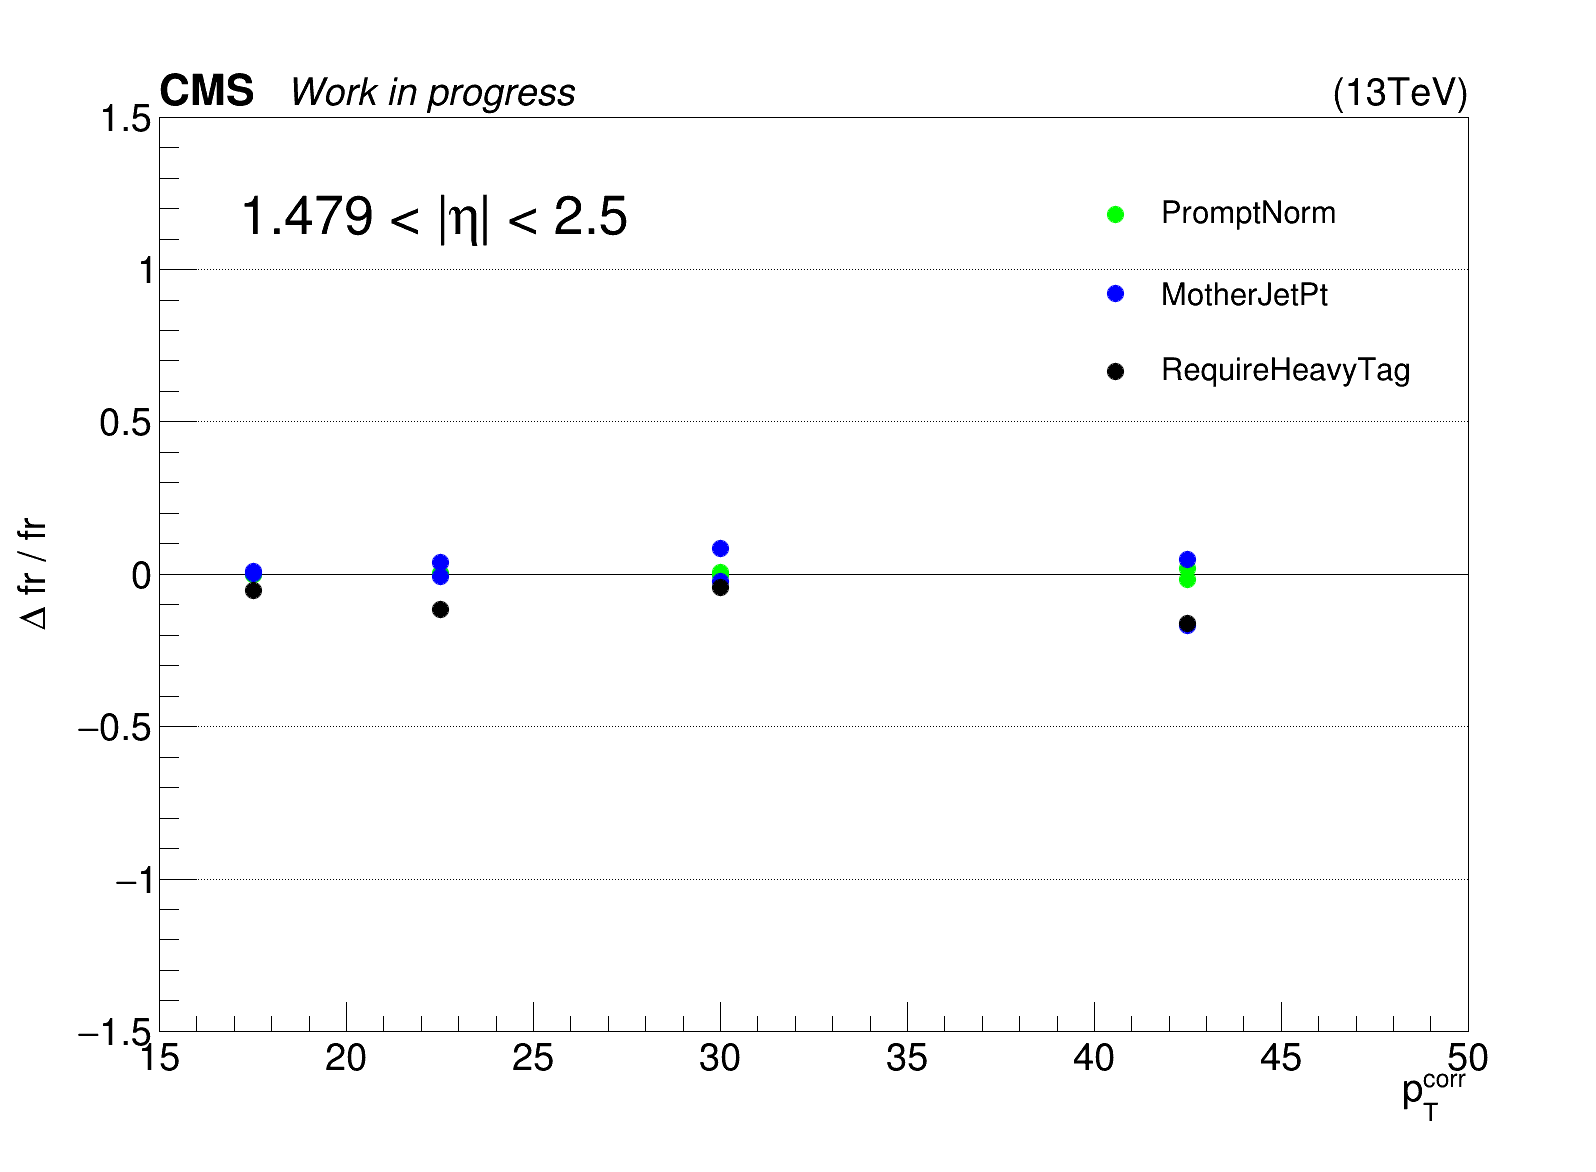 CMS Work in progress (13TeV)
1.479 < |η| < 2.5
PromptNorm
MotherJetPt
RequireHeavyTag
Δ fr / fr
1.5
1
0.5
0
−0.5
−1
−1.5
15 20 25 30 35 40 45 50
p_T^corr